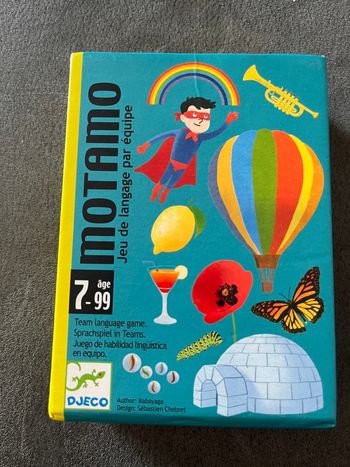 MOTAMO
Jeu de langage par équipe
âge
7-99
Team language game.
Sprachspiel in Teams.
Juego de habilidad lingüística
en equipo.
DJECO
Author: Babayaga
Design: Sébastien Chebret